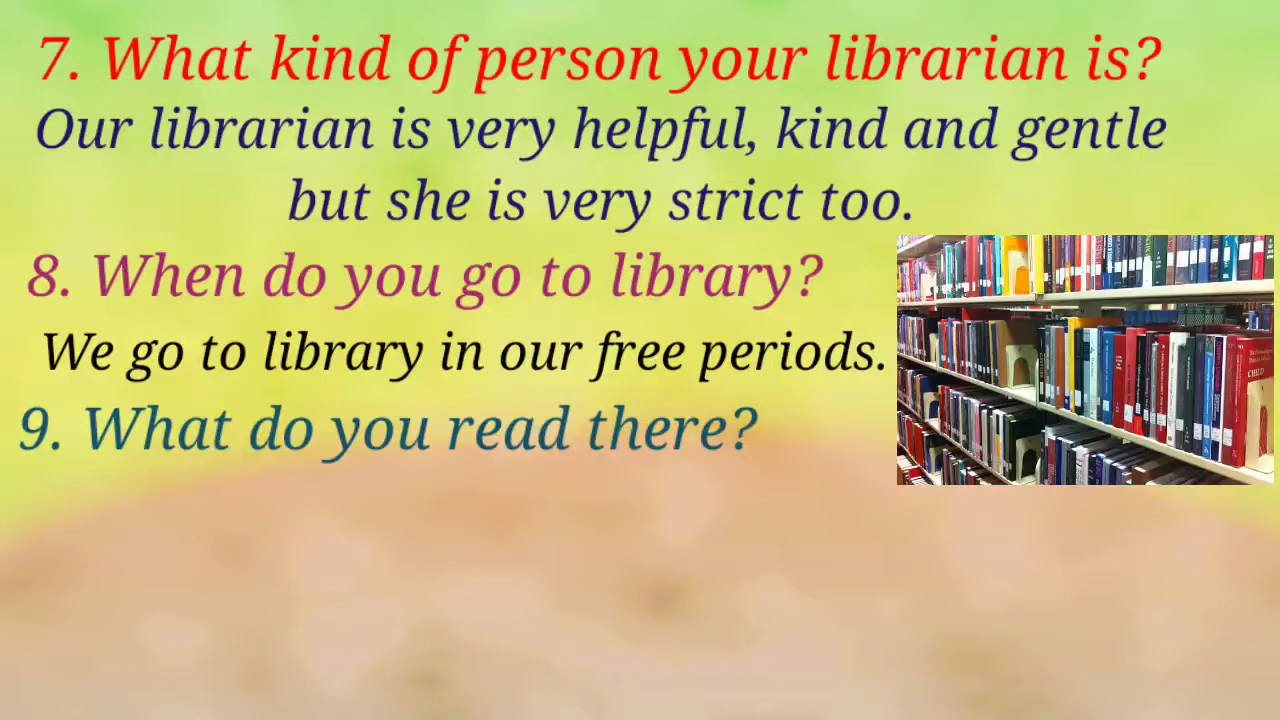 7. What kind of person your librarian is?
Our librarian is very helpful, kind and gentle
but she is very strict too.
8. When do you go to library?
We go to library in our free periods.
9. What do you read there?
CHILD